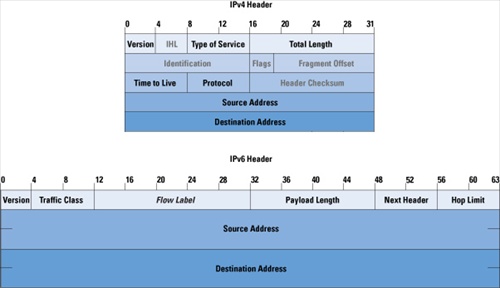 IPv4 Header
0 4 8 12 16 20 24 28 31
Version IHL Type of Service Total Length
Identification Flags Fragment Offset
Time to Live Protocol Header Checksum
Source Address
Destination Address
IPv6 Header
0 4 8 12 16 20 24 28 32 36 40 44 48 52 56 60 63
Version Traffic Class Flow Label Payload Length Next Header Hop Limit
Source Address
Destination Address